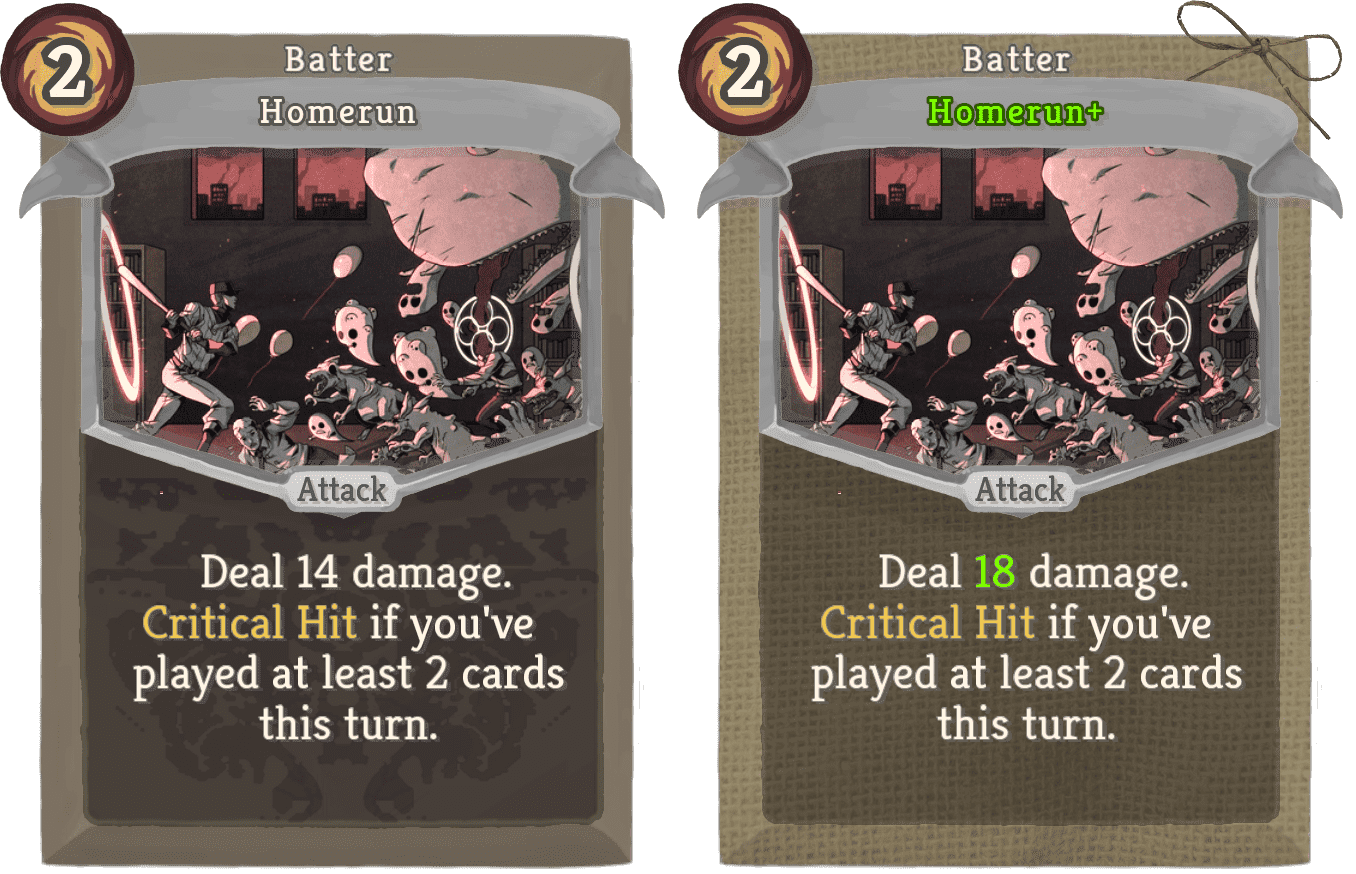 2
Batter
Homerun
Attack
Deal 14 damage.
Critical Hit if you've
played at least 2 cards
this turn.
2
Batter
Homerun+
Attack
Deal 18 damage.
Critical Hit if you've
played at least 2 cards
this turn.